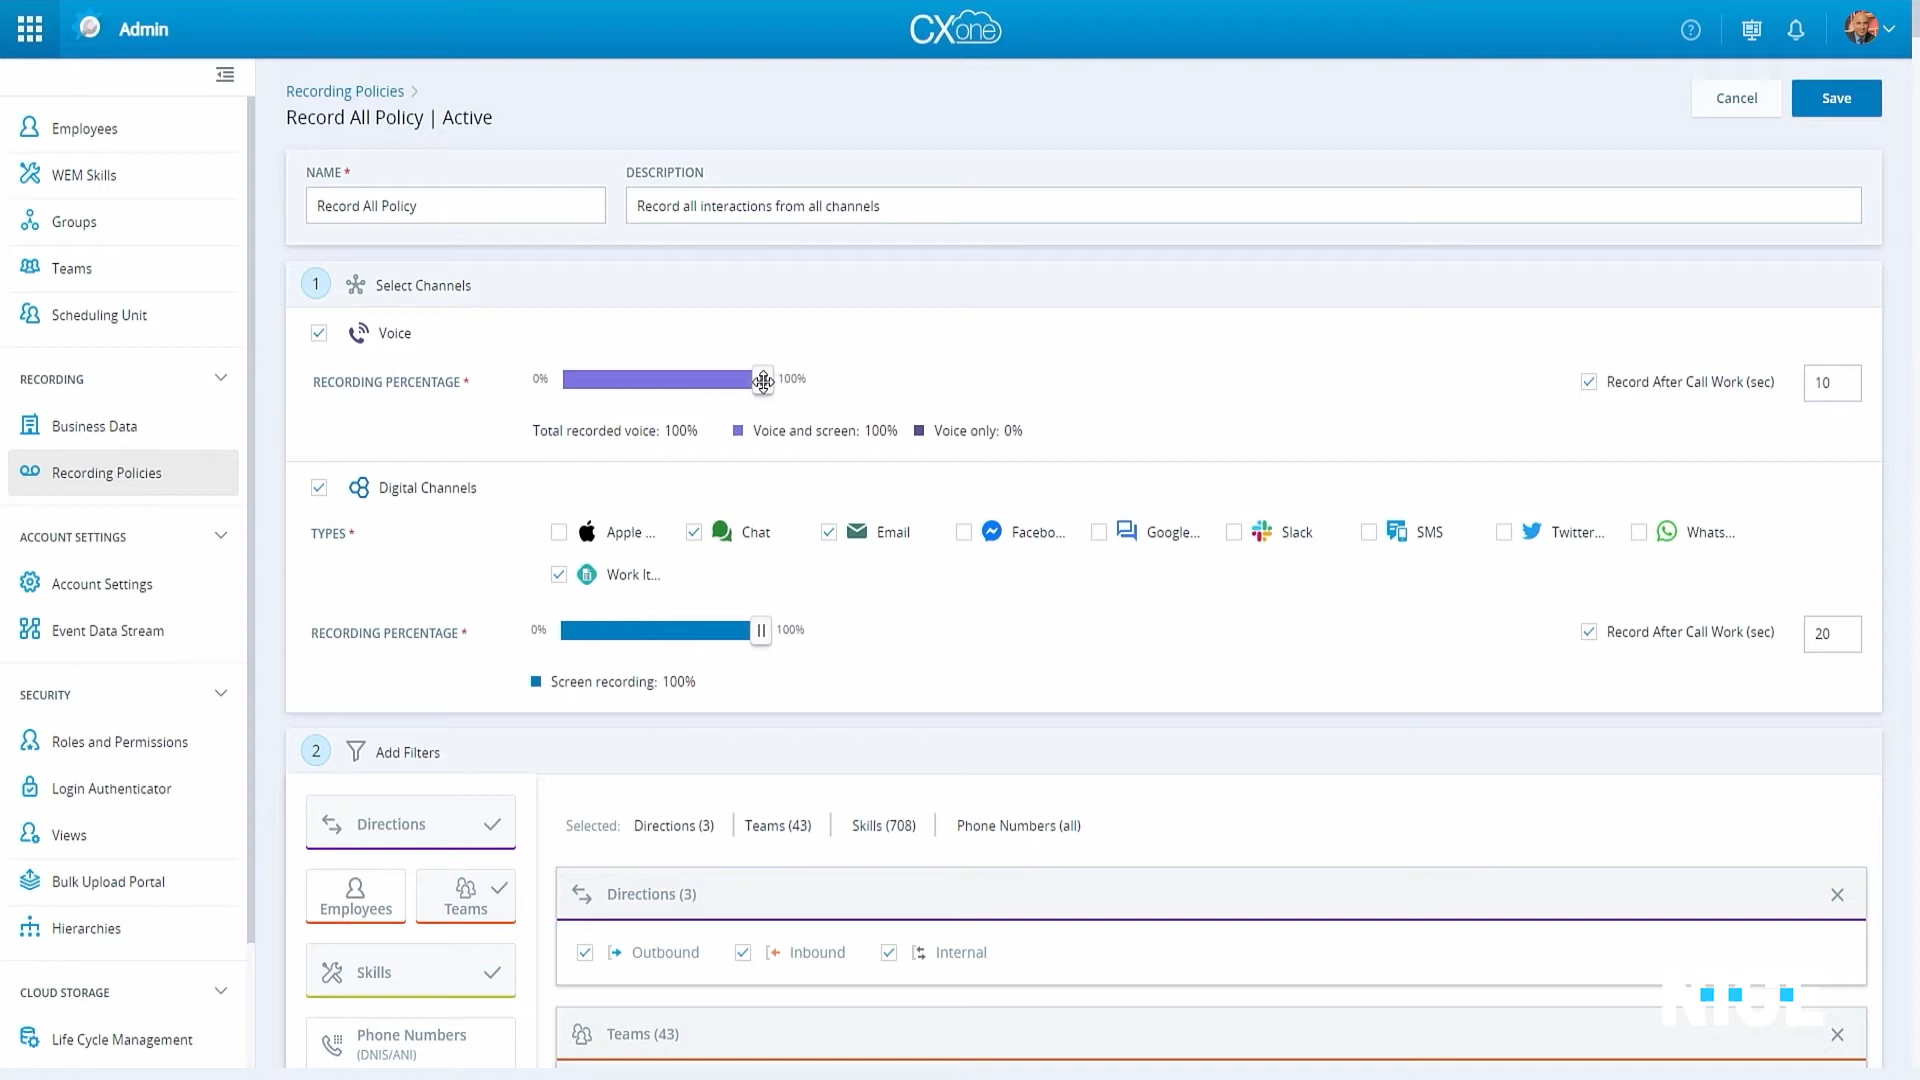 Admin
CXone
Recording Policies
Record All Policy | Active
Cancel
Save
Employees
WEM Skills
Groups
Teams
Scheduling Unit
RECORDING
Business Data
Recording Policies
ACCOUNT SETTINGS
Account Settings
Event Data Stream
SECURITY
Roles and Permissions
Login Authenticator
Views
Bulk Upload Portal
Hierarchies
CLOUD STORAGE
Life Cycle Management
NAME *
DESCRIPTION
Record All Policy
Record all interactions from all channels
1 Select Channels
Voice
RECORDING PERCENTAGE * 0% 100% Record After Call Work (sec) 10
Total recorded voice: 100% Voice and screen: 100% Voice only: 0%
Digital Channels
TYPES * Apple ... Chat Email Facebo... Google... Slack SMS Twitter... Whats...
Work It...
RECORDING PERCENTAGE * 0% 100% Record After Call Work (sec) 20
Screen recording: 100%
2 Add Filters
Directions
Employees
Teams
Skills
Phone Numbers
(DNIS/ANI)
Selected: Directions (3) Teams (43) Skills (708) Phone Numbers (all)
Directions (3)
Outbound Inbound Internal
Teams (43)